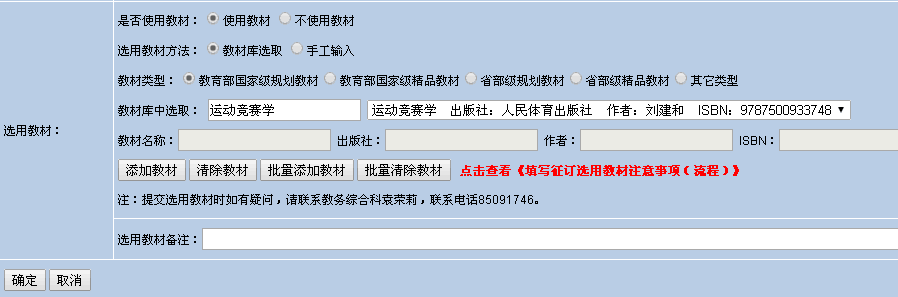 是否使用教材： 使用教材 不使用教材
选用教材方法： 教材库选取 手工输入
教材类型： 教育部国家级规划教材 教育部国家级精品教材 省部级规划教材 省部级精品教材 其它类型
教材库中选取： 运动竞赛学 运动竞赛学 出版社：人民体育出版社 作者：刘建和 ISBN：9787500933748
选用教材：
教材名称： 出版社： 作者： ISBN：
添加教材 清除教材 批量添加教材 批量清除教材 点击查看《填写征订选用教材注意事项（流程）》
注：提交选用教材时如有疑问，请联系教务综合科袁荣莉，联系电话85091746。
选用教材备注：
确定 取消